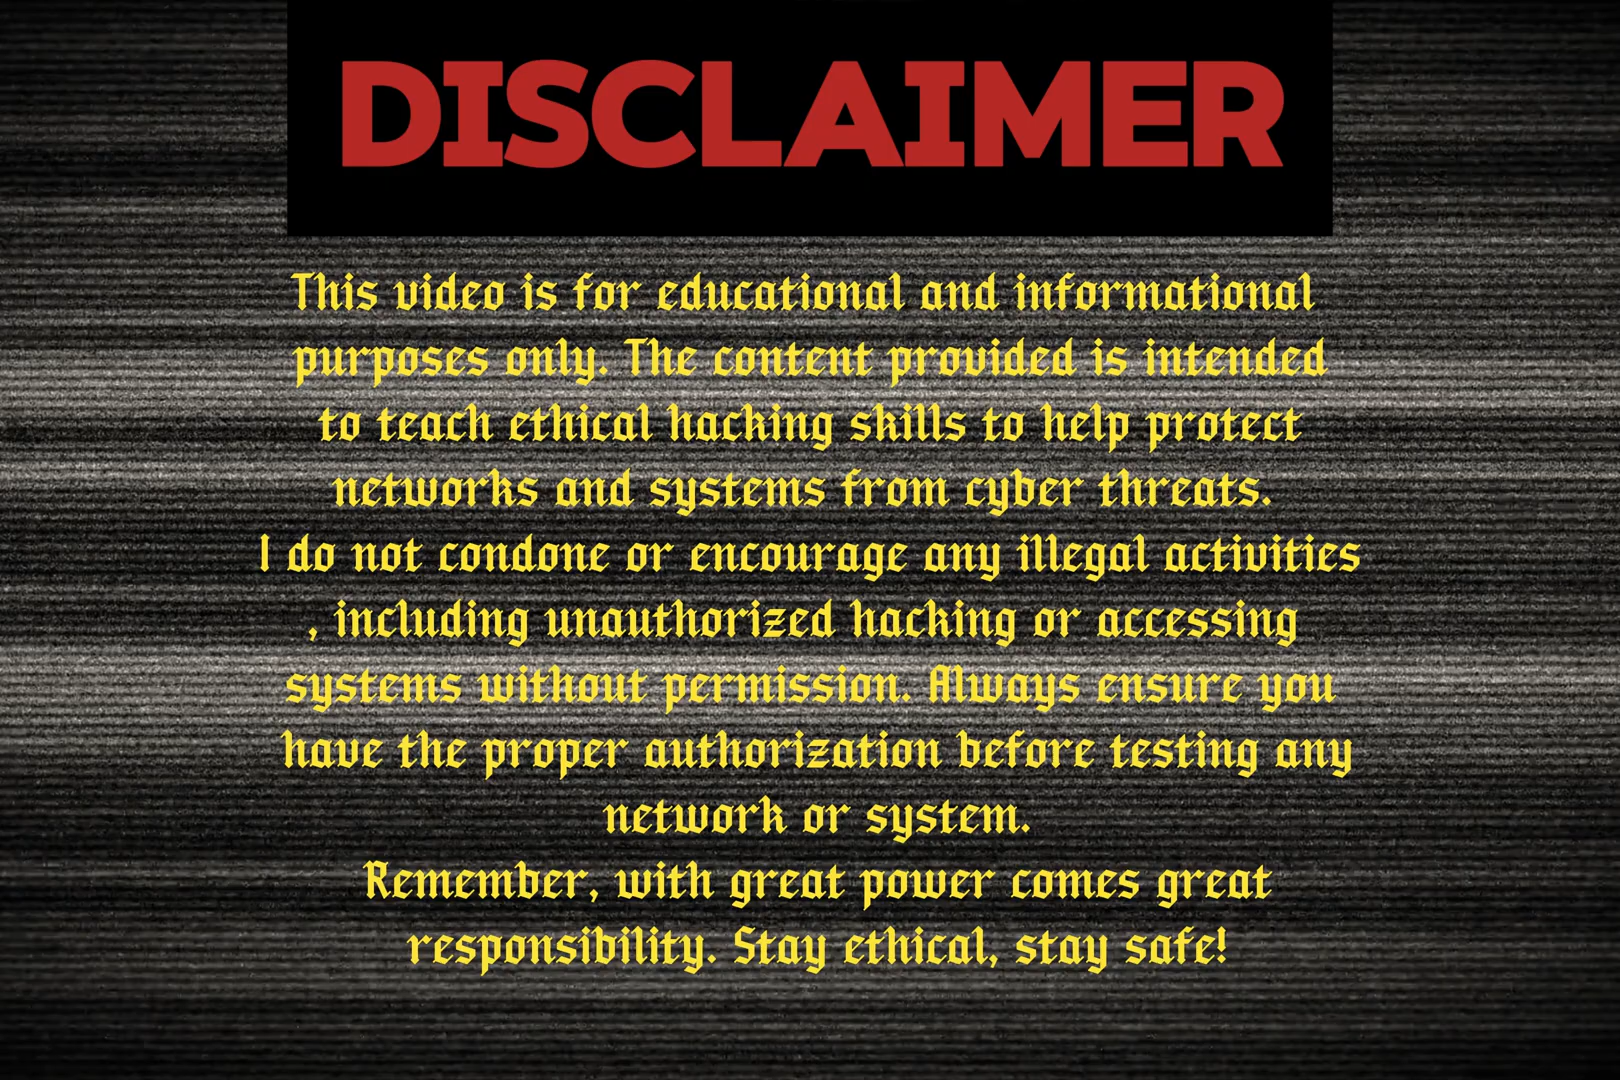 DISCLAIMER
This video is for educational and informational
purposes only. The content provided is intended
to teach ethical hacking skills to help protect
networks and systems from cyber threats.
I do not condone or encourage any illegal activities
, including unauthorized hacking or accessing
systems without permission. Always ensure you
have the proper authorization before testing any
network or system.
Remember, with great power comes great
responsibility. Stay ethical, stay safe!